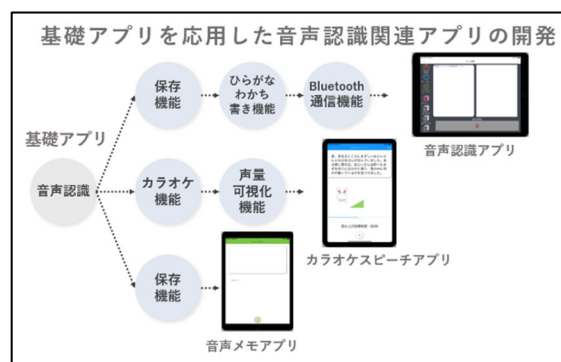 基礎アプリを応用した音声認識関連アプリの開発
保存
機能
ひらがな
わかち
書き機能
Bluetooth
通信機能
音声認識アプリ
基礎アプリ
音声認識
カラオケ
機能
声量
可視化
機能
カラオケスピーチアプリ
保存
機能
音声メモアプリ